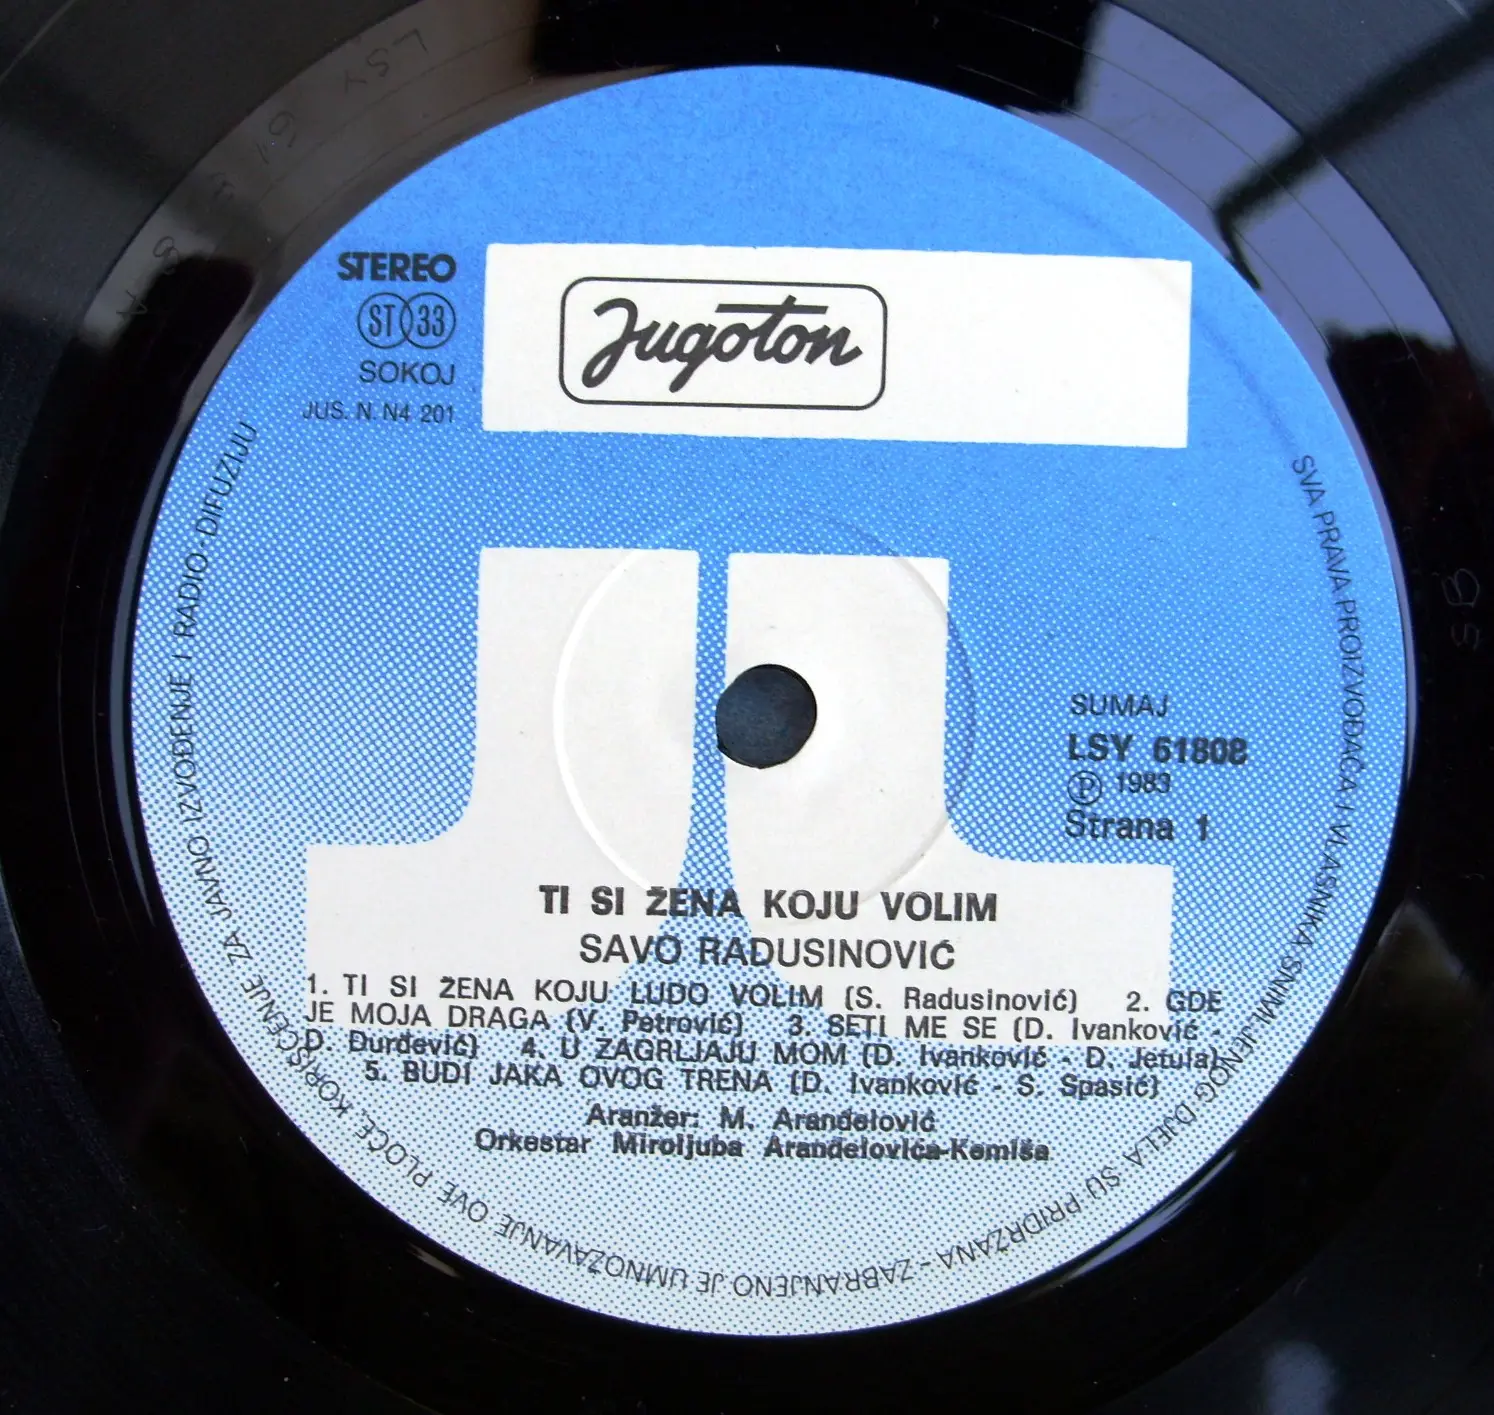 STEREO
ST 33
SOKOJ
JUS. N. N4 201
Jugoton
SUMAJ
LSY 61808
Ⓟ 1983
Strana 1
TI SI ŽENA KOJU VOLIM
SAVO RADUSINOVIĆ
1. TI SI ŽENA KOJU LUDO VOLIM (S. Radusinović) 2. GDE
JE MOJA DRAGA (V. Petrović) 3. SETI ME SE (D. Ivanković -
D. Đurđević) 4. U ZAGRLJAJU MOM (D. Ivanković - D. Jetula)
5. BUDI JAKA OVOG TRENA (D. Ivanković - S. Spasić)
Aranžer: M. Aranđelović
Orkestar Miroljuba Aranđelovića-Kemiša
SVA PRAVA PROIZVOĐAČA I VLASNIKA SNIMLJENOG DJELA SU PRIDRŽANA - ZABRANJENO JE UMNOŽAVANJE OVE PLOČE, KORIŠĆENJE ZA JAVNO IZVOĐENJE I RADIO-DIFUZIJU